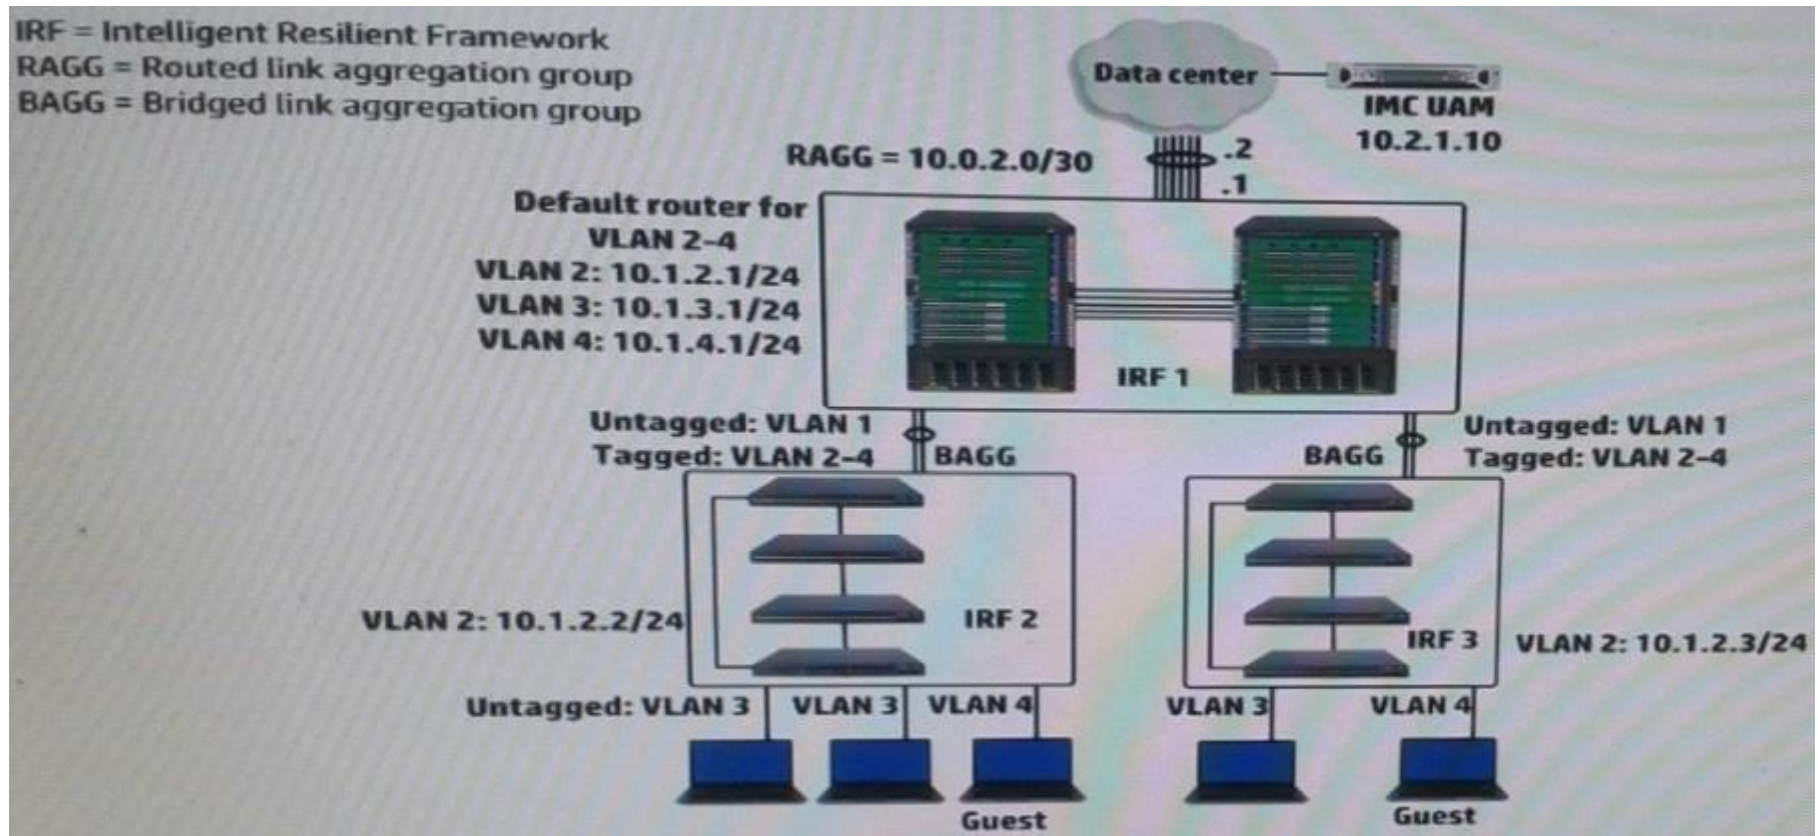 IRF = Intelligent Resilient Framework
RAGG = Routed link aggregation group
BAGG = Bridged link aggregation group
Data center
IMC UAM
10.2.1.10
RAGG = 10.0.2.0/30
.2
.1
Default router for
VLAN 2-4
VLAN 2: 10.1.2.1/24
VLAN 3: 10.1.3.1/24
VLAN 4: 10.1.4.1/24
IRF 1
Untagged: VLAN 1
Tagged: VLAN 2-4
BAGG
BAGG
Untagged: VLAN 1
Tagged: VLAN 2-4
VLAN 2: 10.1.2.2/24
IRF 2
IRF 3
VLAN 2: 10.1.2.3/24
Untagged: VLAN 3
VLAN 3
VLAN 4
VLAN 3
VLAN 4
Guest
Guest